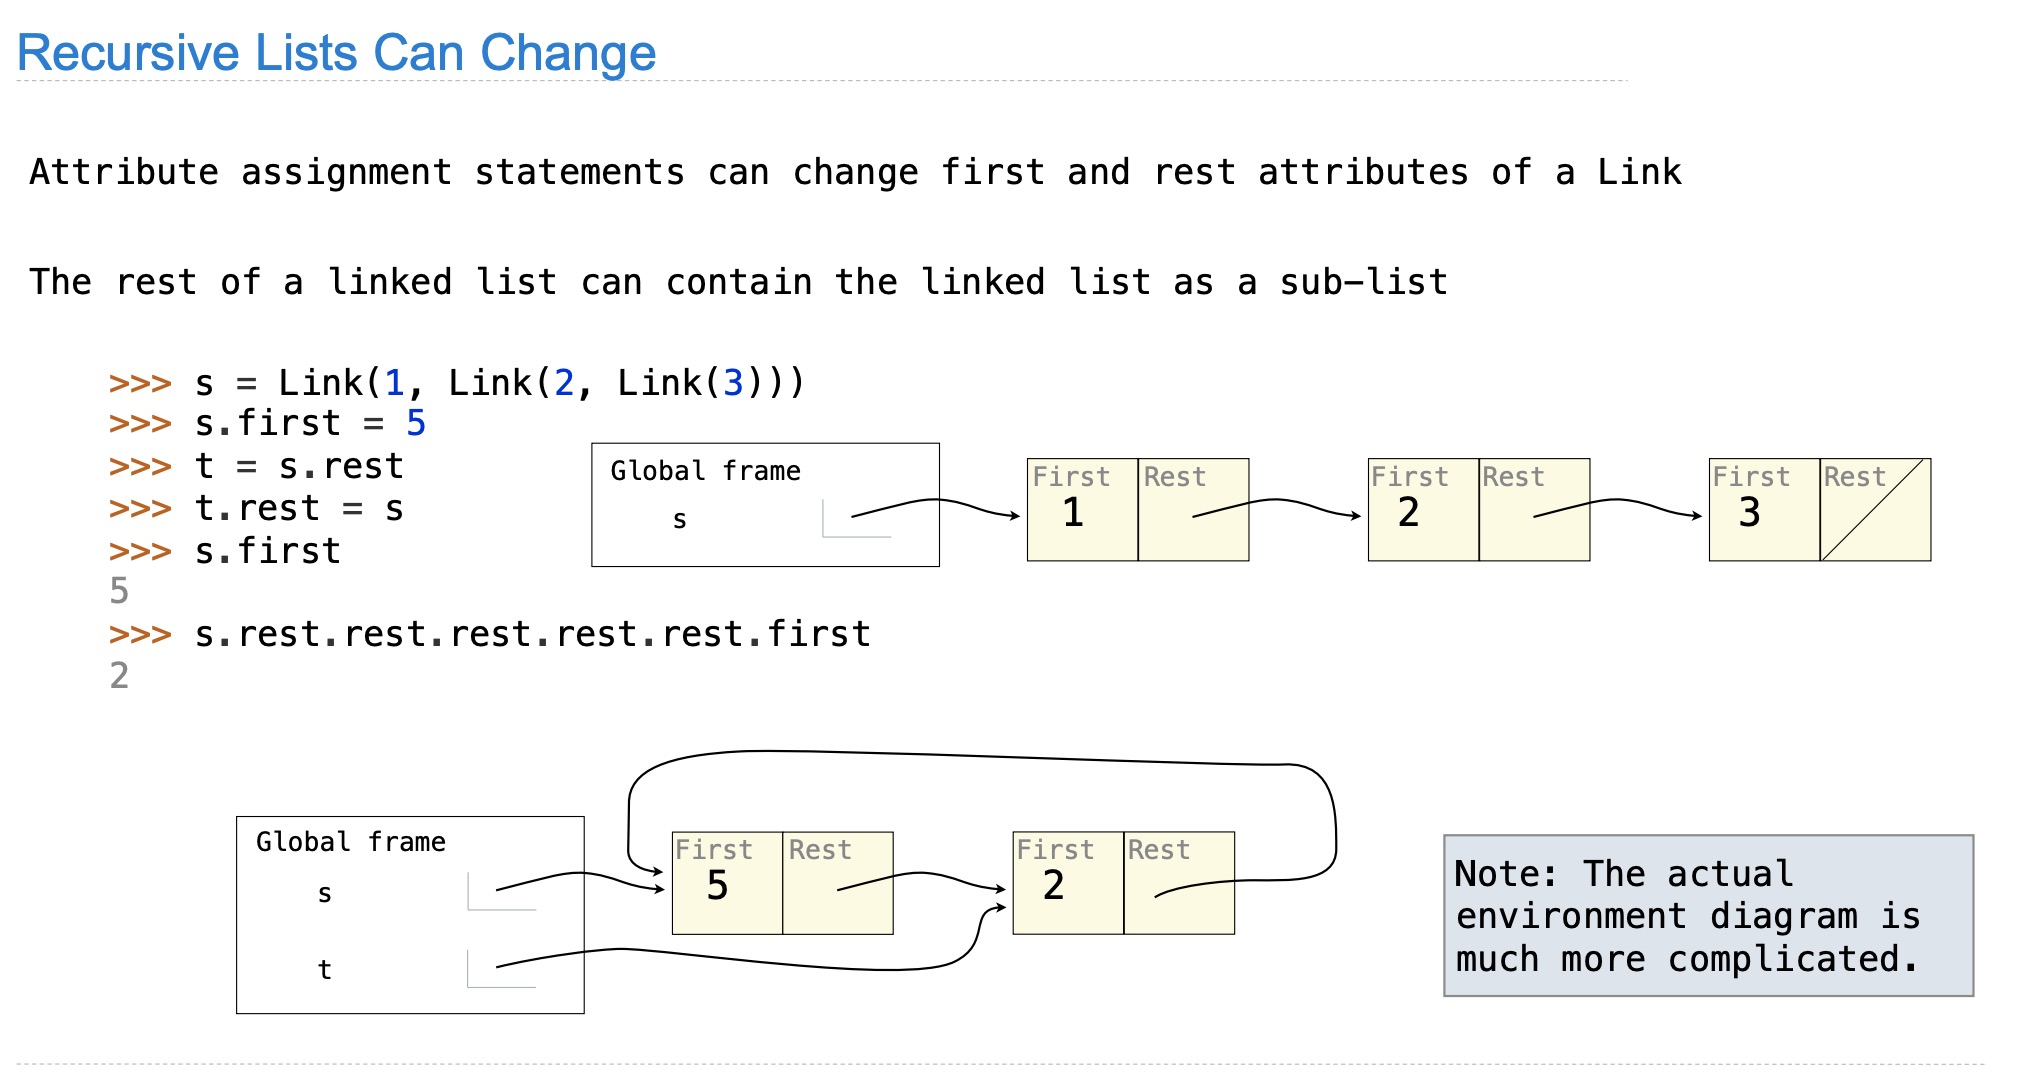 Recursive Lists Can Change
Attribute assignment statements can change first and rest attributes of a Link
The rest of a linked list can contain the linked list as a sub-list
>>> s = Link(1, Link(2, Link(3)))
>>> s.first = 5
>>> t = s.rest
>>> t.rest = s
>>> s.first
5
>>> s.rest.rest.rest.rest.rest.first
2
Global frame
s
First Rest
1
First Rest
2
First Rest
3
Global frame
s
t
First Rest
5
First Rest
2
Note: The actual
environment diagram is
much more complicated.